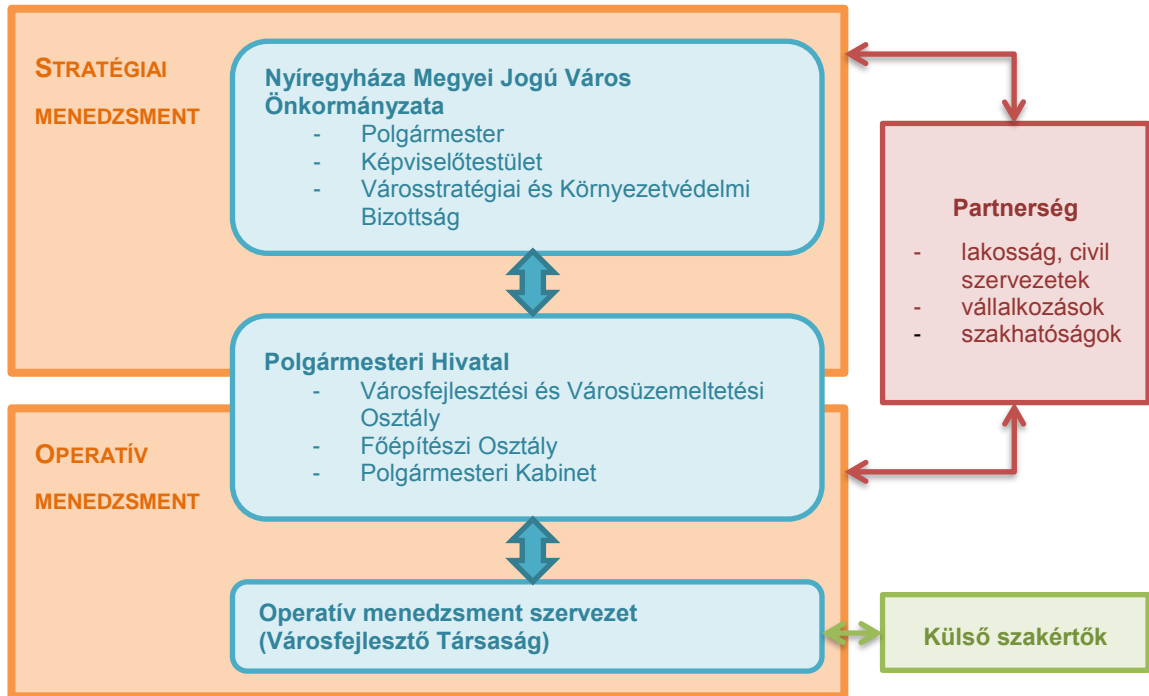 STRATÉGIAI
MENEDZSMENT
Nyíregyháza Megyei Jogú Város
Önkormányzata
- Polgármester
- Képviselőtestület
- Városstratégiai és Környezetvédelmi
Bizottság
Partnerség
- lakosság, civil
szervezetek
- vállalkozások
- szakhatóságok
Polgármesteri Hivatal
- Városfejlesztési és Városüzemeltetési
Osztály
- Főépítészi Osztály
- Polgármesteri Kabinet
OPERATÍV
MENEDZSMENT
Operatív menedzsment szervezet
(Városfejlesztő Társaság)
Külső szakértők